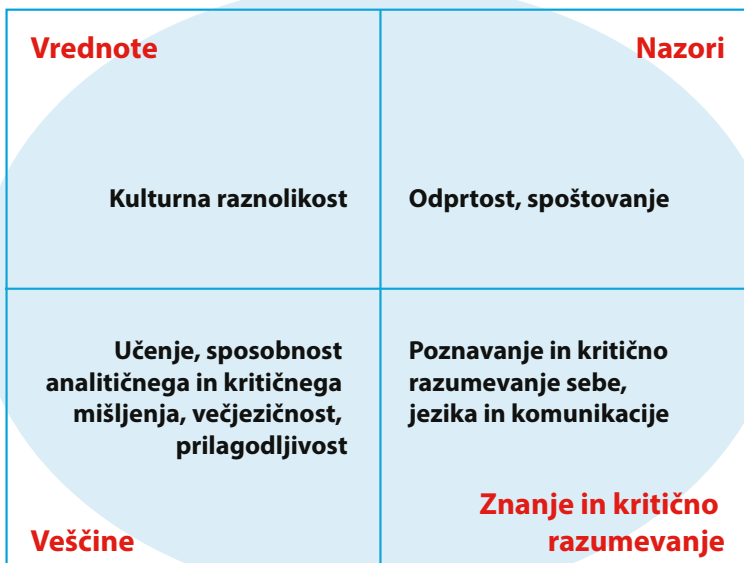 Vrednote
Nazori
Kulturna raznolikost
Odprtost, spoštovanje
Učenje, sposobnost
analitičnega in kritičnega
mišljenja, večjezičnost,
prilagodljivost
Poznavanje in kritično
razumevanje sebe,
jezika in komunikacije
Veščine
Znanje in kritično
razumevanje